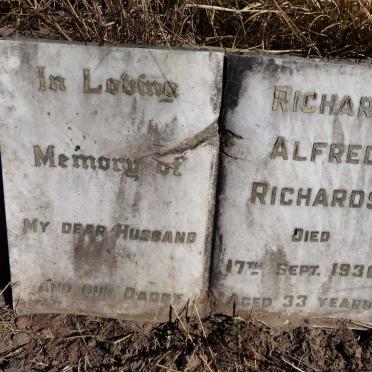 In Loving
Memory of
My dear Husband
and our Daddy
Richar
Alfred
Richards
Died
17th Sept. 193
Aged 33 year